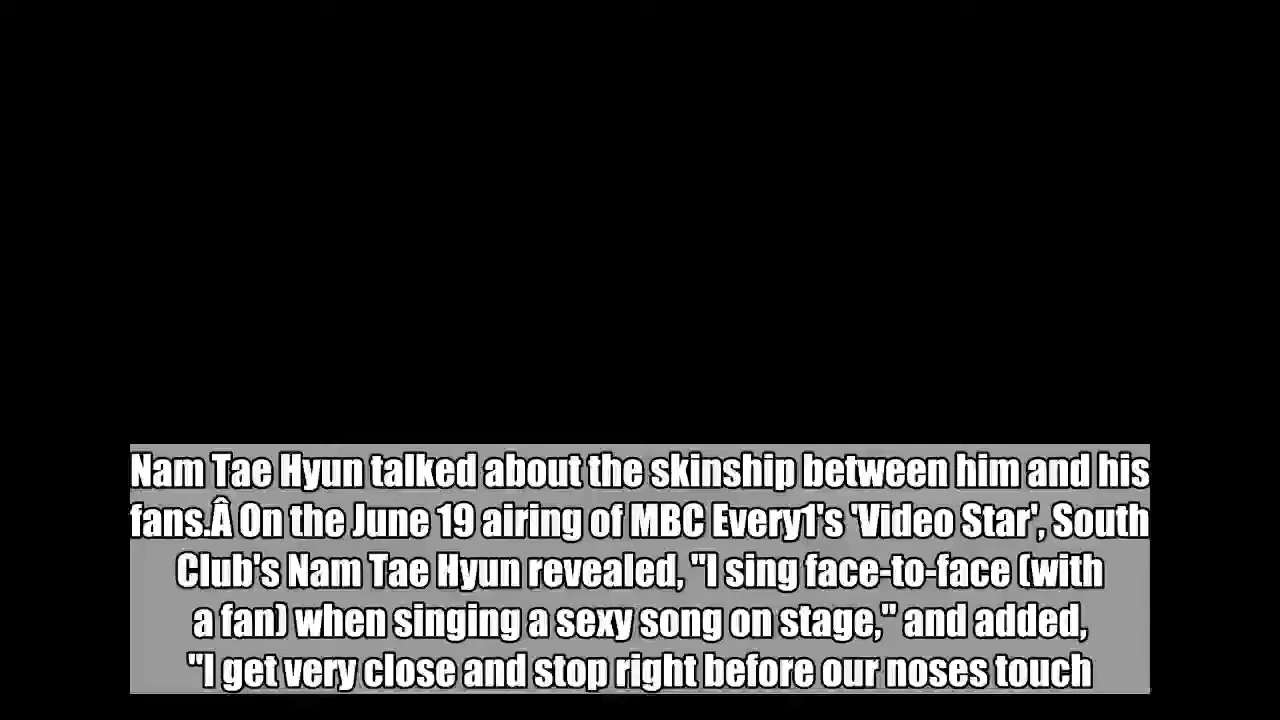 Nam Tae Hyun talked about the skinship between him and his
fans.Â On the June 19 airing of MBC Every1's 'Video Star', South
Club's Nam Tae Hyun revealed, "I sing face-to-face (with
a fan) when singing a sexy song on stage," and added,
"I get very close and stop right before our noses touch